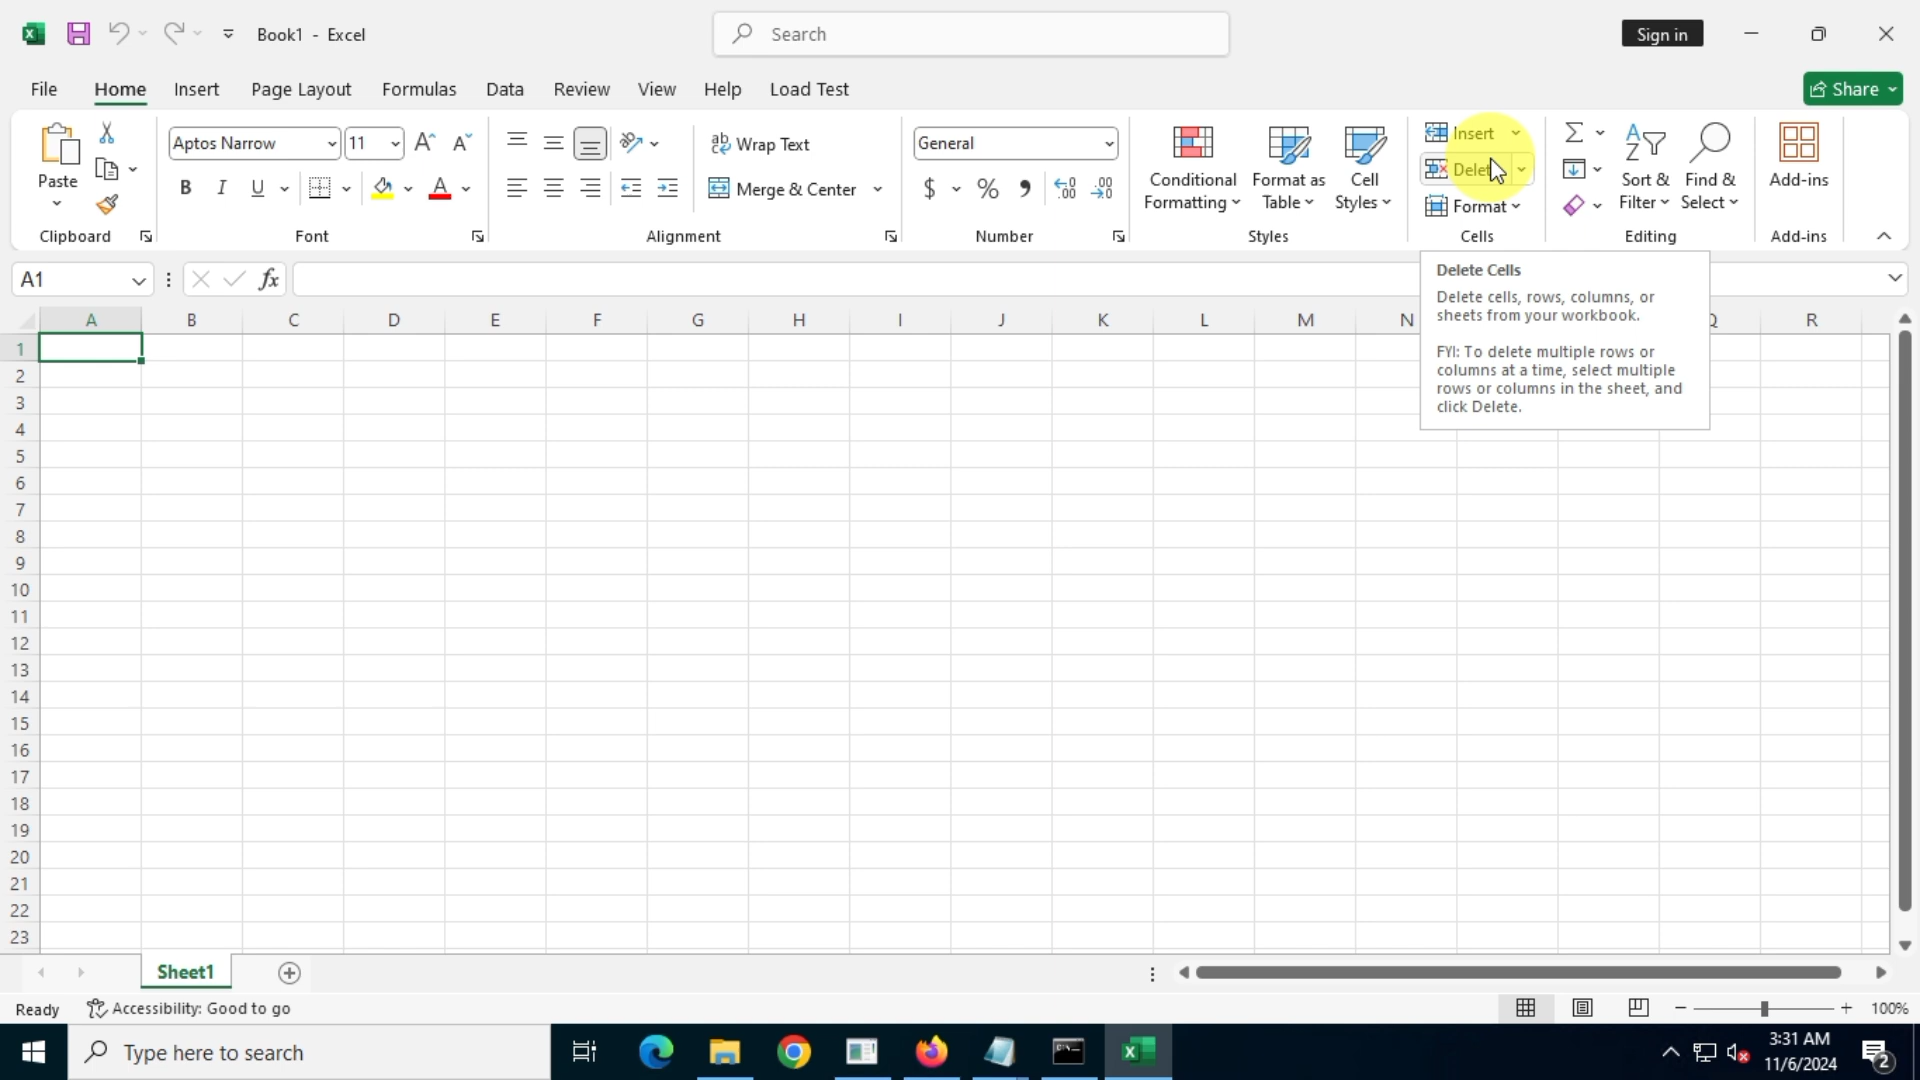 Book1 - Excel
Search
Sign in
File Home Insert Page Layout Formulas Data Review View Help Load Test
Share
Paste
Clipboard
Aptos Narrow 11
B I U A
Font
Wrap Text
Merge & Center
Alignment
General
$ % ,
Number
Conditional Formatting
Format as Table
Cell Styles
Styles
Insert
Delete
Format
Cells
Sort & Filter
Find & Select
Editing
Add-ins
Add-ins
A1 fx
Delete Cells
Delete cells, rows, columns, or
sheets from your workbook.
FYI: To delete multiple rows or
columns at a time, select multiple
rows or columns in the sheet, and
click Delete.
A B C D E F G H I J K L M N Q R
1
2
3
4
5
6
7
8
9
10
11
12
13
14
15
16
17
18
19
20
21
22
23
Sheet1
Ready Accessibility: Good to go 100%
Type here to search
3:31 AM
11/6/2024
2